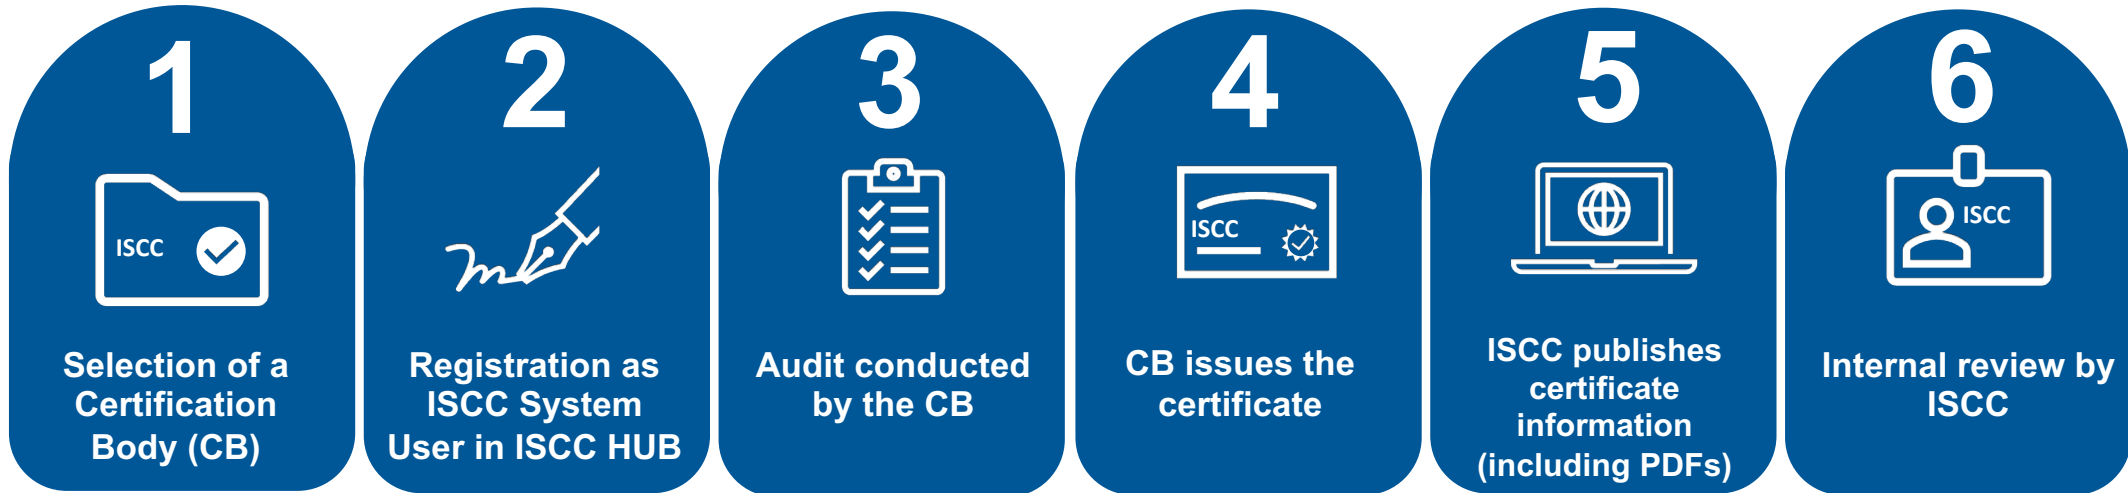 1
ISCC
Selection of a
Certification
Body (CB)
2
Registration as
ISCC System
User in ISCC HUB
3
Audit conducted
by the CB
4
ISCC
CB issues the
certificate
5
ISCC publishes
certificate
information
(including PDFs)
6
ISCC
Internal review by
ISCC